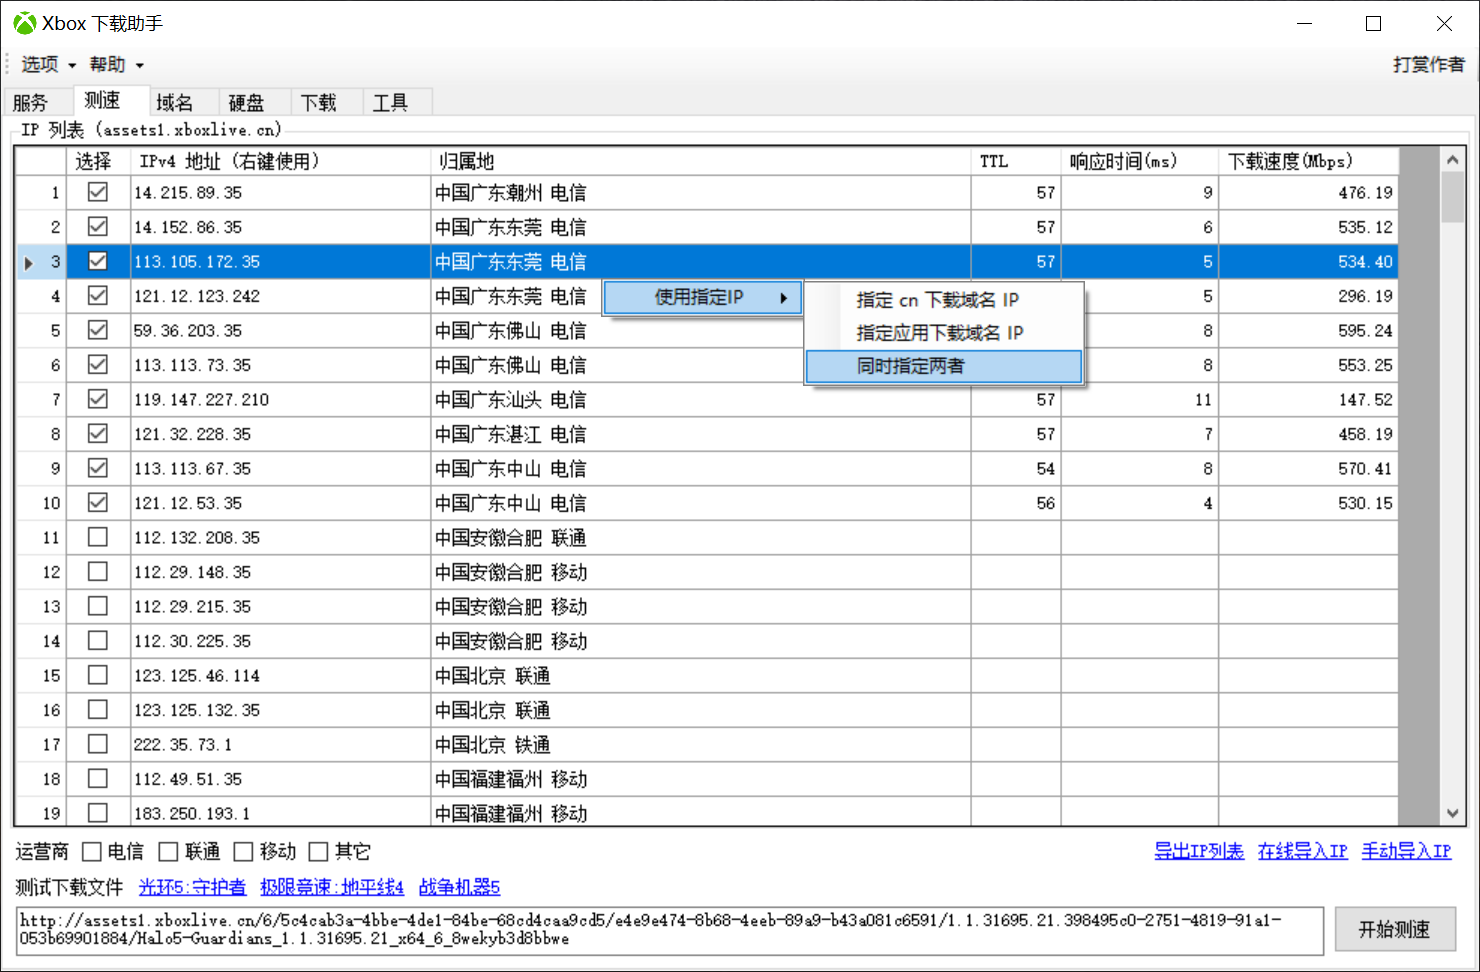 Xbox 下载助手
选项 帮助 打赏作者
服务 测速 域名 硬盘 下载 工具
IP 列表 (assets1.xboxlive.cn)
选择 IPv4 地址 (右键使用) 归属地 TTL 响应时间(ms) 下载速度(Mbps)
1 14.215.89.35 中国广东潮州 电信 57 9 476.19
2 14.152.86.35 中国广东东莞 电信 57 6 535.12
3 113.105.172.35 中国广东东莞 电信 57 5 534.40
4 121.12.123.242 中国广东东莞 电信 5 296.19
使用指定IP
指定 cn 下载域名 IP
指定应用下载域名 IP
同时指定两者
5 59.36.203.35 中国广东佛山 电信 8 595.24
6 113.113.73.35 中国广东佛山 电信 8 553.25
7 119.147.227.210 中国广东汕头 电信 57 11 147.52
8 121.32.228.35 中国广东湛江 电信 57 7 458.19
9 113.113.67.35 中国广东中山 电信 54 8 570.41
10 121.12.53.35 中国广东中山 电信 56 4 530.15
11 112.132.208.35 中国安徽合肥 联通
12 112.29.148.35 中国安徽合肥 移动
13 112.29.215.35 中国安徽合肥 移动
14 112.30.225.35 中国安徽合肥 移动
15 123.125.46.114 中国北京 联通
16 123.125.132.35 中国北京 联通
17 222.35.73.1 中国北京 铁通
18 112.49.51.35 中国福建福州 移动
19 183.250.193.1 中国福建福州 移动
运营商 电信 联通 移动 其它 导出IP列表 在线导入IP 手动导入IP
测试下载文件 光环5:守护者 极限竞速:地平线4 战争机器5
http://assets1.xboxlive.cn/6/5c4cab3a-4bbe-4de1-84be-68cd4caa9cd5/e4e9e474-8b68-4eeb-89a9-b43a081c6591/1.1.31695.21.398495c0-2751-4819-91a1-
053b69901884/Halo5-Guardians_1.1.31695.21_x64_6_8wekyb3d8bbwe
开始测速